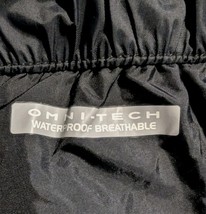 OMNI-TECH
WATERPROOF BREATHABLE